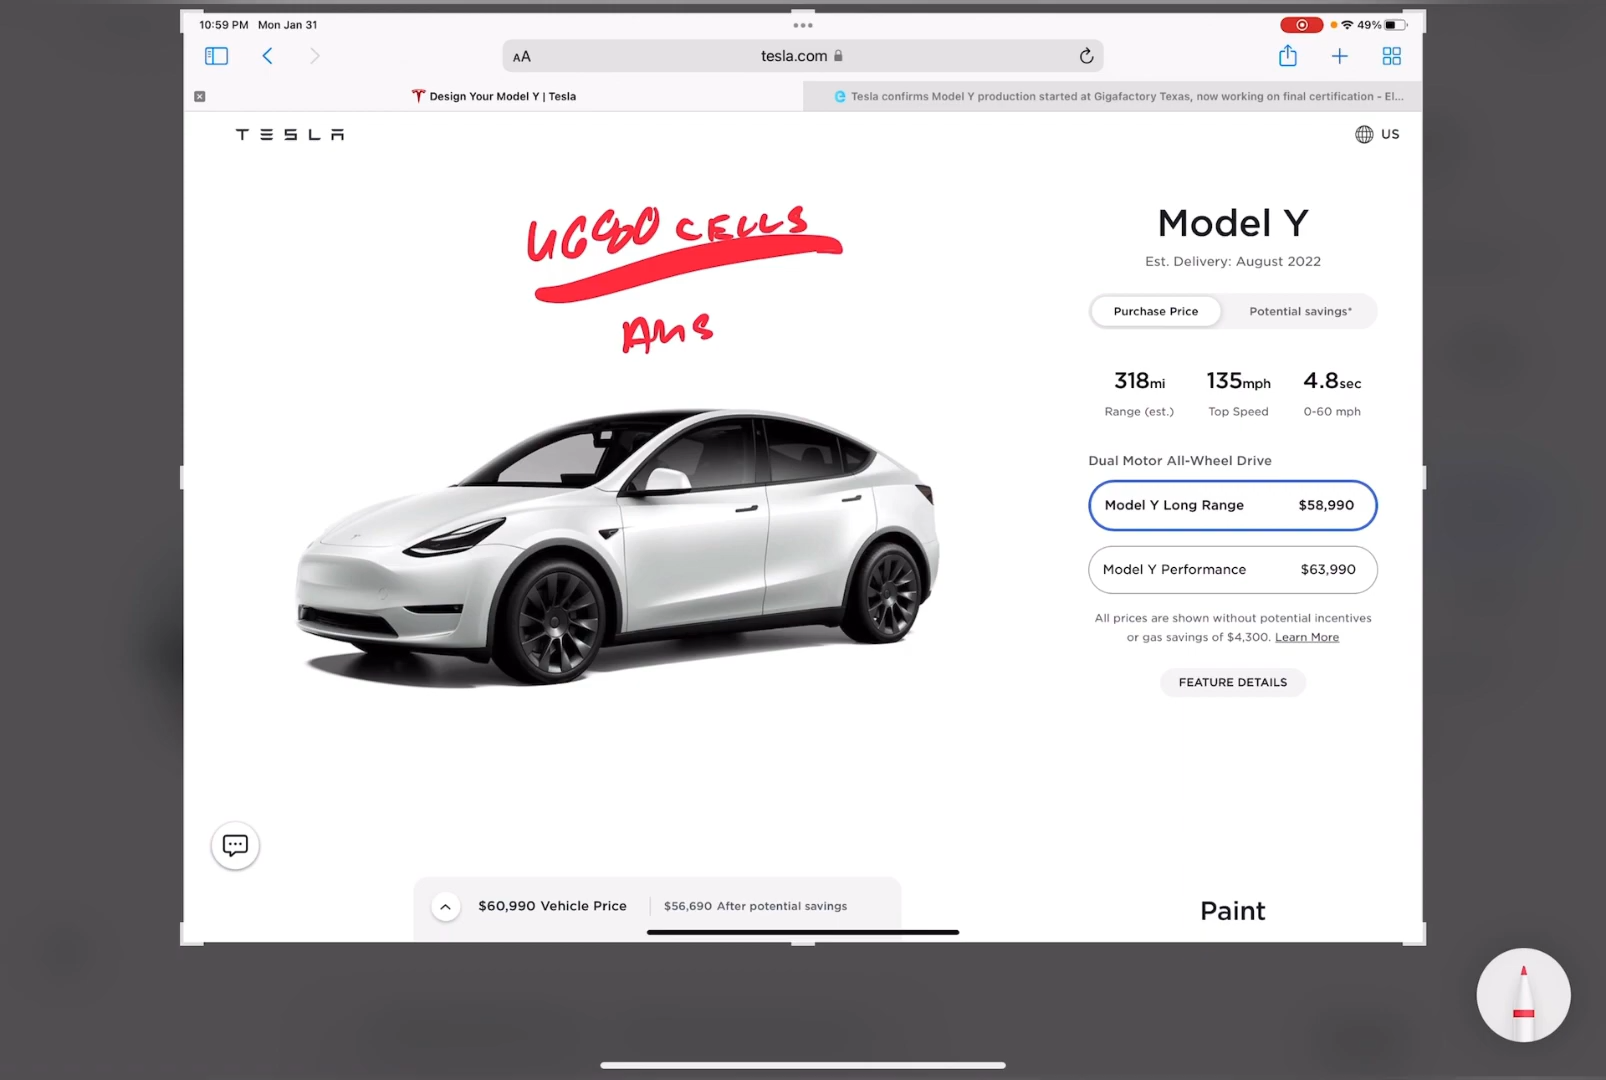 10:59 PM Mon Jan 31
49%
AA
tesla.com
Design Your Model Y | Tesla
Tesla confirms Model Y production started at Gigafactory Texas, now working on final certification - El...
TESLA
US
4680 CELLS
Model Y
Est. Delivery: August 2022
Purchase Price
Potential savings*
318mi
135mph
4.8sec
Range (est.)
Top Speed
0-60 mph
Dual Motor All-Wheel Drive
Model Y Long Range
$58,990
Model Y Performance
$63,990
All prices are shown without potential incentives
or gas savings of $4,300. Learn More
FEATURE DETAILS
$60,990 Vehicle Price
$56,690 After potential savings
Paint